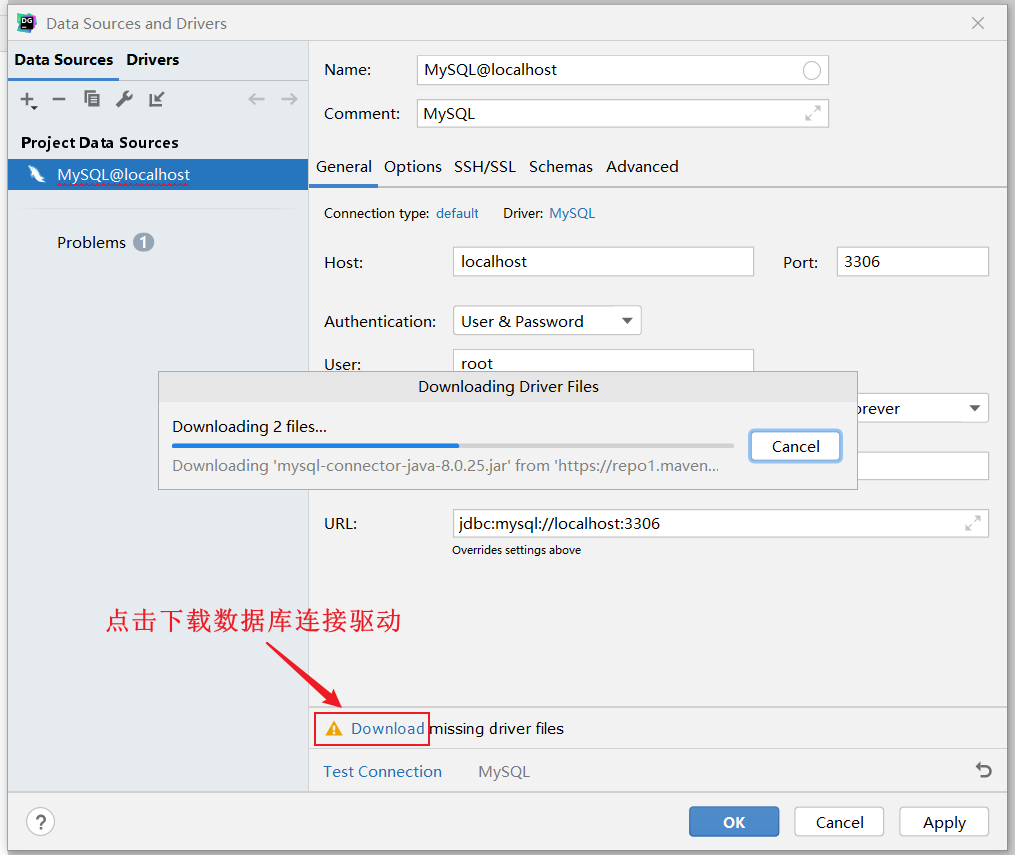 Data Sources and Drivers
Data Sources Drivers
Project Data Sources
MySQL@localhost
Problems 1
Name: MySQL@localhost
Comment: MySQL
General Options SSH/SSL Schemas Advanced
Connection type: default Driver: MySQL
Host: localhost Port: 3306
Authentication: User & Password
User: root
Downloading Driver Files
Downloading 2 files...
Cancel
Downloading 'mysql-connector-java-8.0.25.jar' from 'https://repo1.maven...
URL: jdbc:mysql://localhost:3306
Overrides settings above
点击下载数据库连接驱动
Download missing driver files
Test Connection MySQL
? OK Cancel Apply